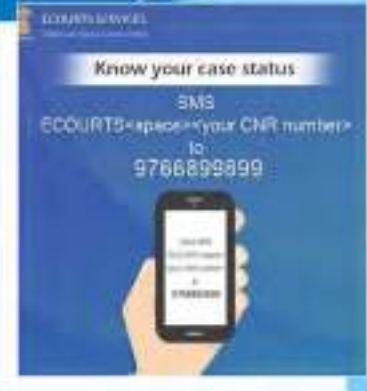 ECOURTS SERVICES
Know your case status
SMS
ECOURTS<space><your CNR number>
to
9766899899